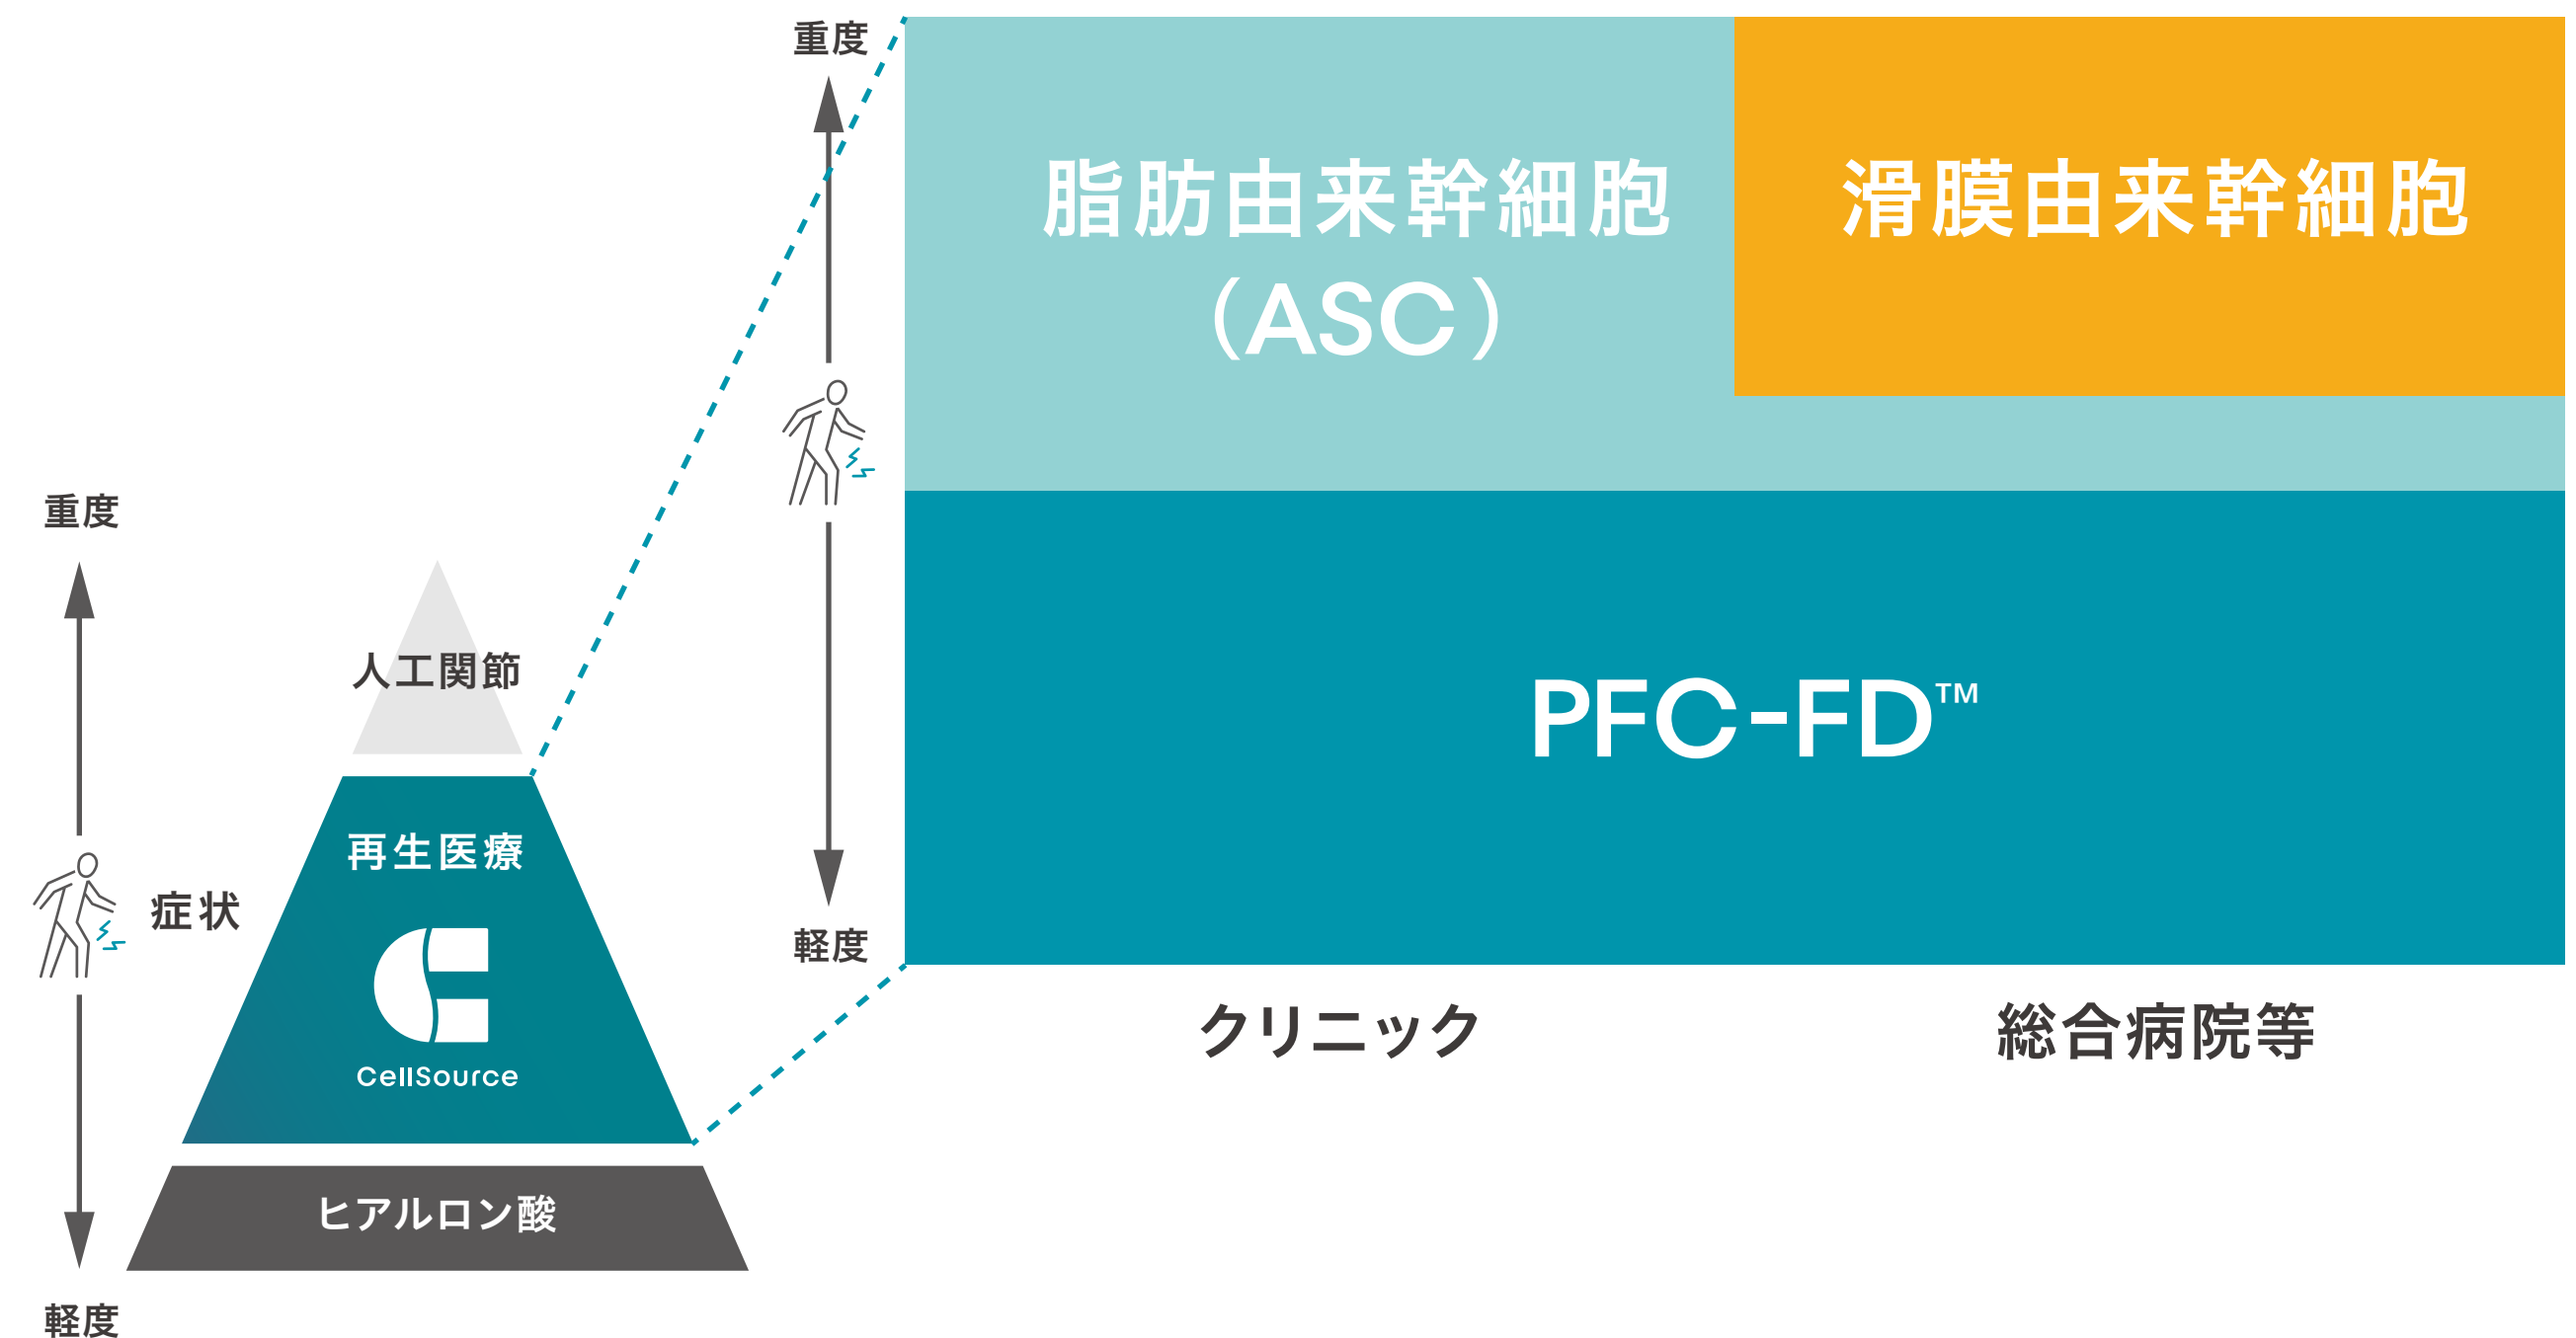 重度
人工関節
再生医療
CellSource
症状
ヒアルロン酸
軽度
重度
軽度
脂肪由来幹細胞
（ASC）
滑膜由来幹細胞
PFC-FD™
クリニック
総合病院等